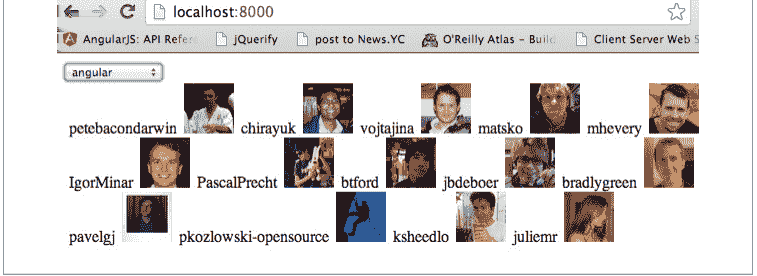 localhost:8000
AngularJS: API Refere jQuerify post to News.YC O'Reilly Atlas – Build Client Server Web S
angular
petebacondarwin chirayuk vojtajina matsko mhevery
IgorMinar PascalPrecht btford jbdeboer bradlygreen
pavelgj pkozlowski-opensource ksheedlo juliemr